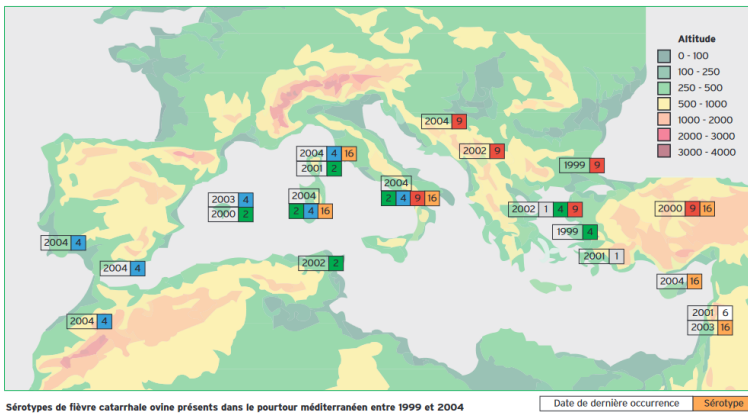 Altitude
0 - 100
100 - 250
250 - 500
500 - 1000
1000 - 2000
2000 - 3000
3000 - 4000
2004 9
2004 4 16
2001 2
2002 9
1999 9
2004
2 4 9 16
2004
2 4 16
2003 4
2000 2
2002 1 4 9
2000 9 16
1999 4
2004 4
2001 1
2002 2
2004 4
2004 16
2001 6
2003 16
2004 4
Sérotypes de fièvre catarrhale ovine présents dans le pourtour méditerranéen entre 1999 et 2004
Date de dernière occurrence Sérotype